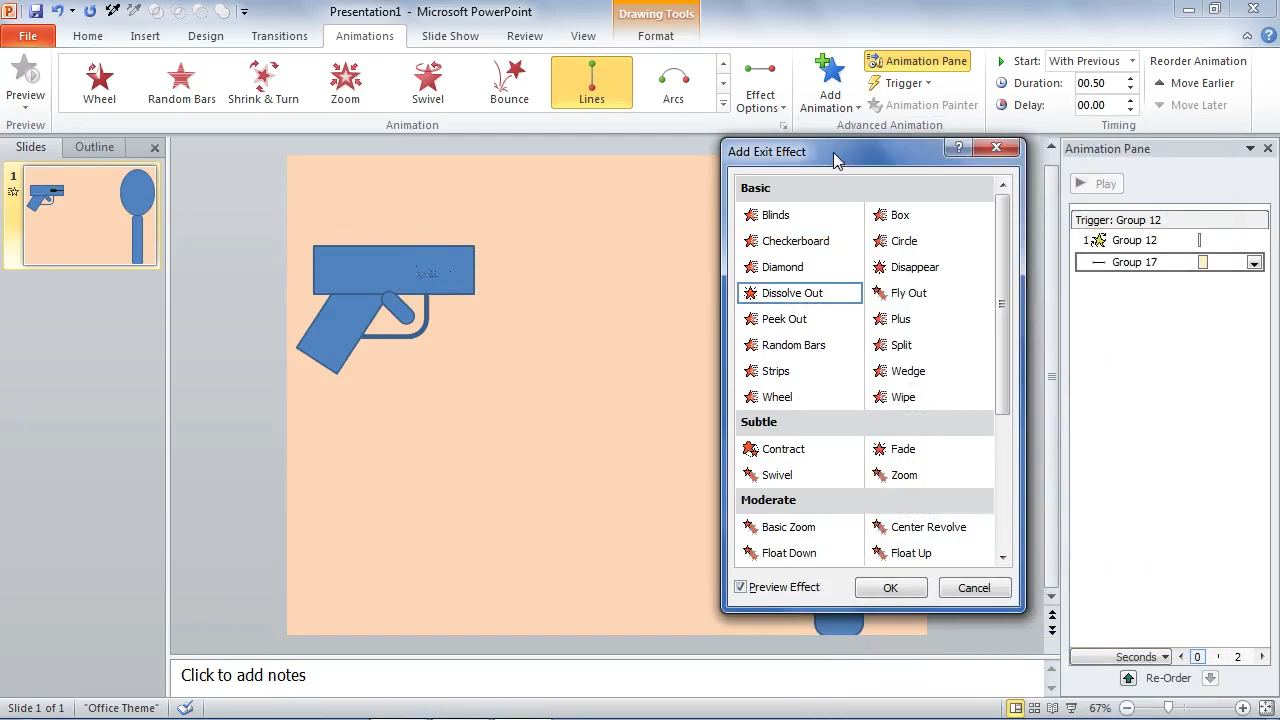 Presentation1 - Microsoft PowerPoint
Drawing Tools
File Home Insert Design Transitions Animations Slide Show Review View Format
Preview
Wheel Random Bars Shrink & Turn Zoom Swivel Bounce Lines Arcs
Effect Options
Add Animation
Animation Pane
Trigger
Animation Painter
Start: With Previous
Duration: 00.50
Delay: 00.00
Reorder Animation
Move Earlier
Move Later
Preview Animation Advanced Animation Timing
Slides Outline
1
Add Exit Effect
Basic
Blinds Box
Checkerboard Circle
Diamond Disappear
Dissolve Out Fly Out
Peek Out Plus
Random Bars Split
Strips Wedge
Wheel Wipe
Subtle
Contract Fade
Swivel Zoom
Moderate
Basic Zoom Center Revolve
Float Down Float Up
Preview Effect OK Cancel
Animation Pane
Play
Trigger: Group 12
1 Group 12
Group 17
Seconds 0 2
Re-Order
Click to add notes
Slide 1 of 1 "Office Theme" 67%